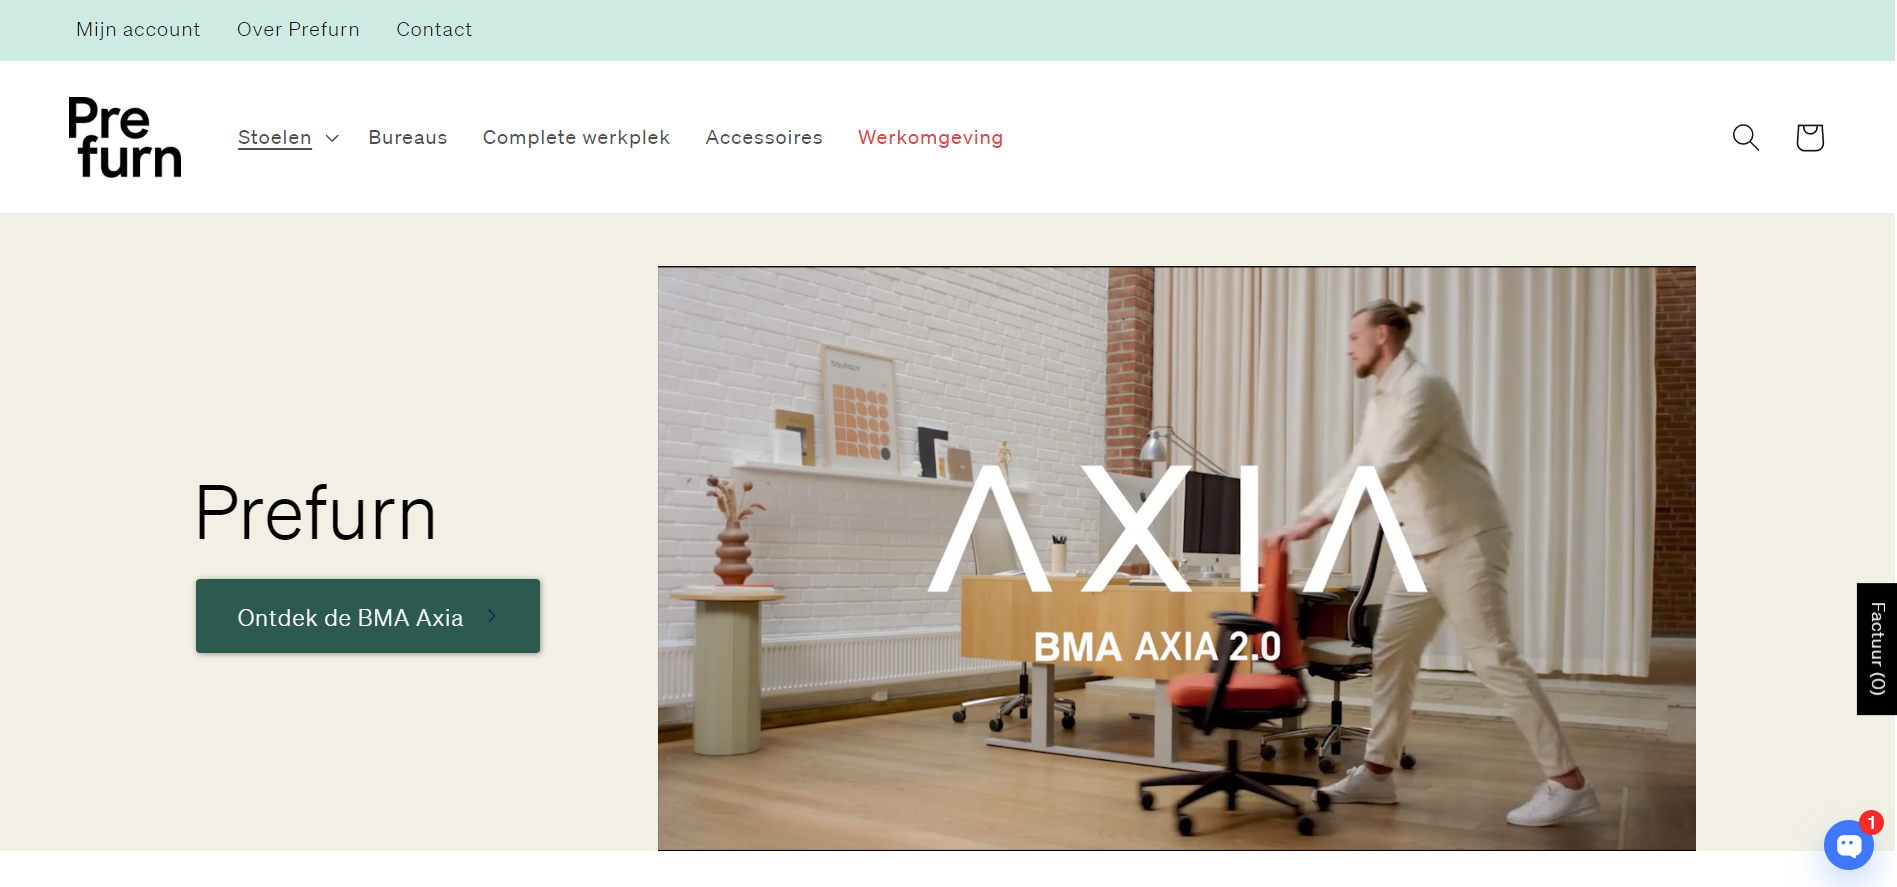 Mijn account Over Prefurn Contact
Pre
furn
Stoelen Bureaus Complete werkplek Accessoires Werkomgeving
Prefurn
Ontdek de BMA Axia
bauhaus
AXIA
BMA AXIA 2.0
Factuur (0)
1